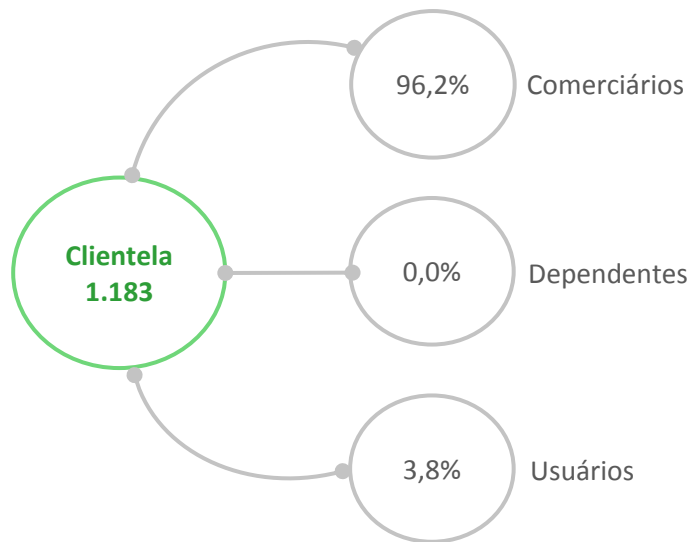 96,2% Comerciários
Clientela
1.183
0,0% Dependentes
3,8% Usuários